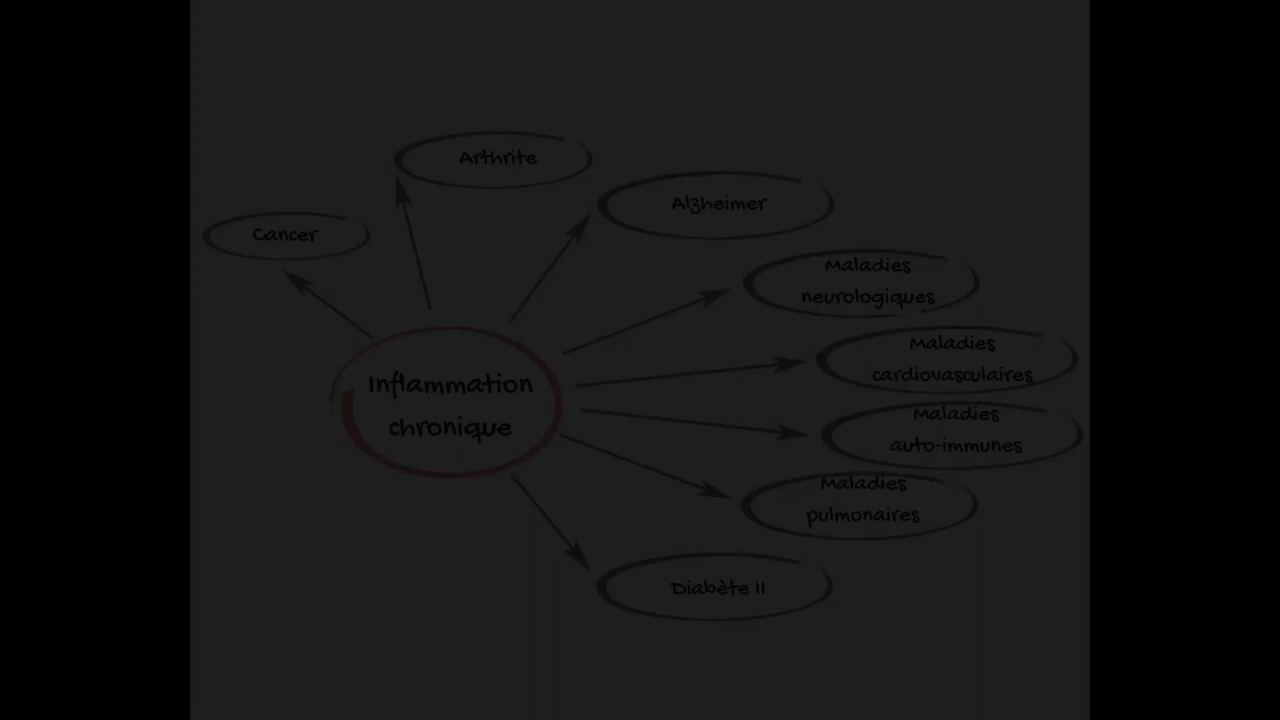 Arthrite
Alzheimer
Cancer
Maladies
neurologiques
Maladies
cardiovasculaires
Inflammation
chronique
Maladies
auto-immunes
Maladies
pulmonaires
Diabète II